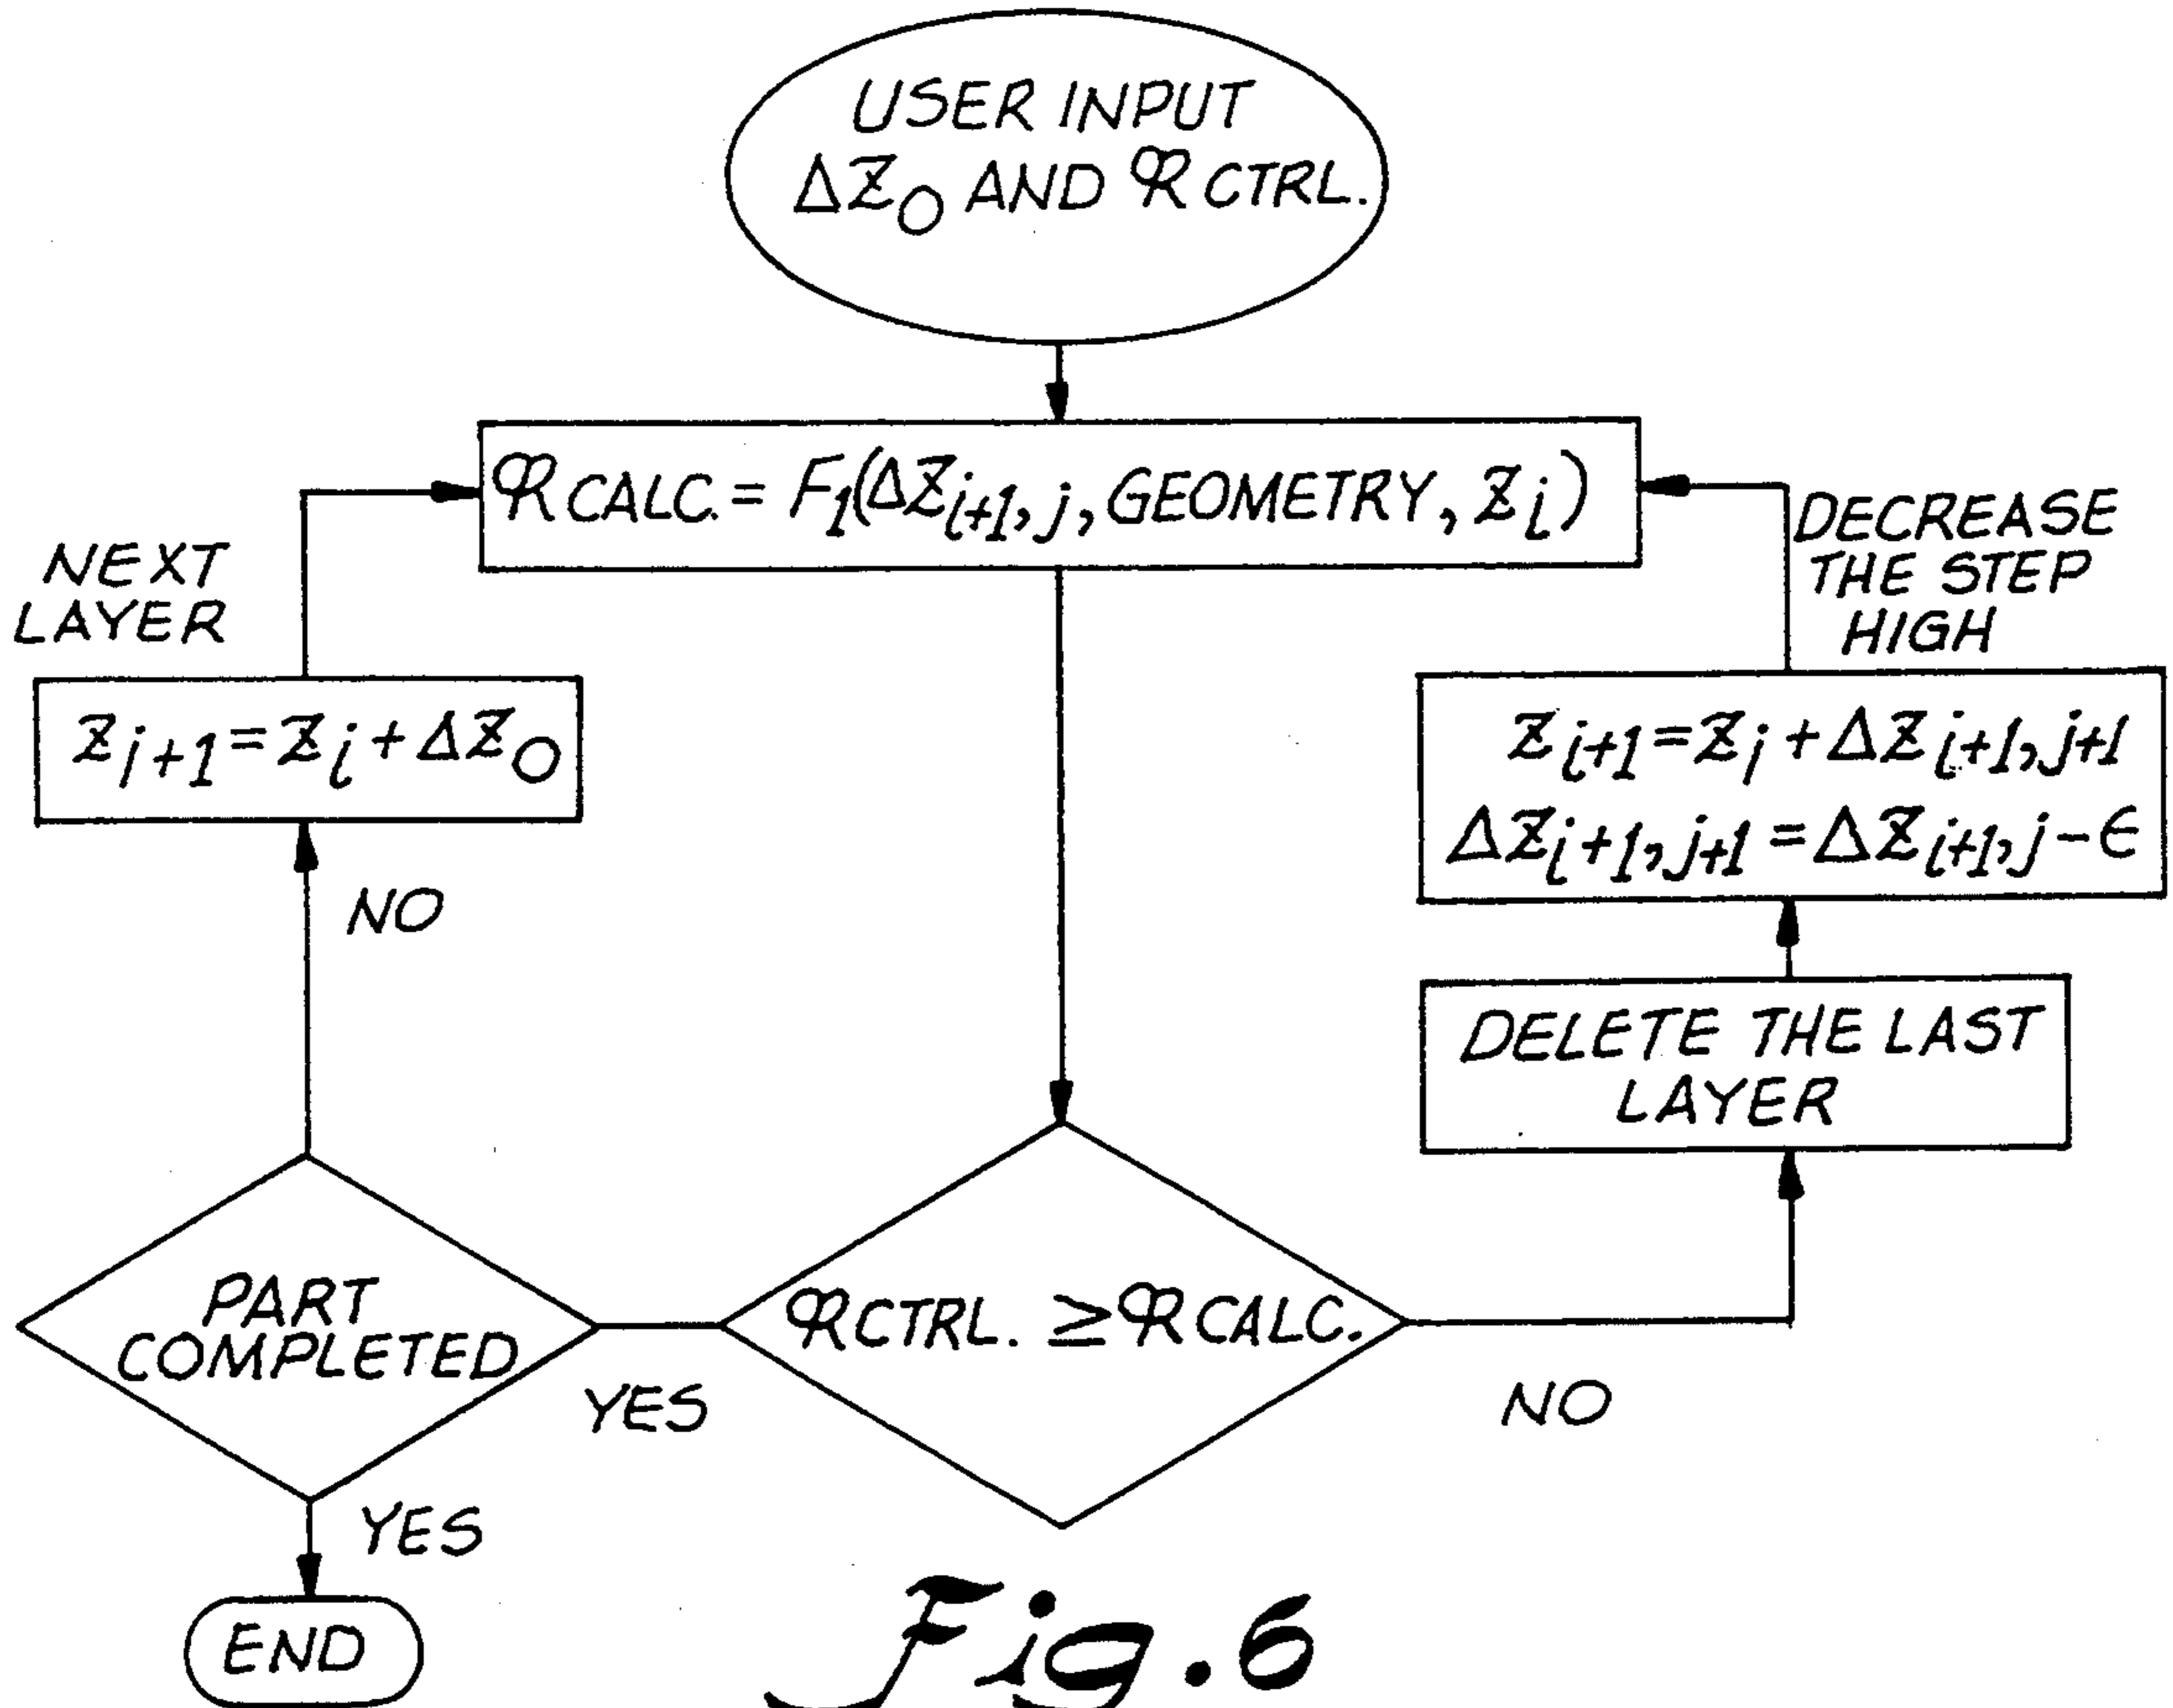 USER INPUT
ΔZ₀ AND ℛ CTRL.
ℛ CALC. = F₁(ΔZᵢ₊₁, j, GEOMETRY, Zᵢ)
NEXT
LAYER
DECREASE
THE STEP
HIGH
Zᵢ₊₁ = Zᵢ + ΔZ₀
Zᵢ₊₁ = Zᵢ + ΔZᵢ₊₁,ⱼ₊₁
ΔZᵢ₊₁,ⱼ₊₁ = ΔZᵢ₊₁,ⱼ - ϵ
NO
DELETE THE LAST
LAYER
PART
COMPLETED
ℛ CTRL. ≥ ℛ CALC.
YES
NO
YES
END
Fig. 6